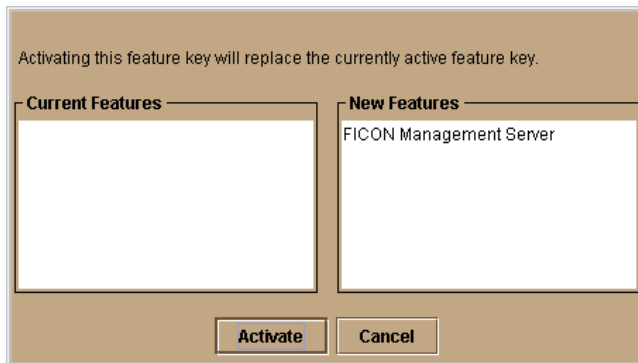 Activating this feature key will replace the currently active feature key.
Current Features
New Features
FICON Management Server
Activate
Cancel